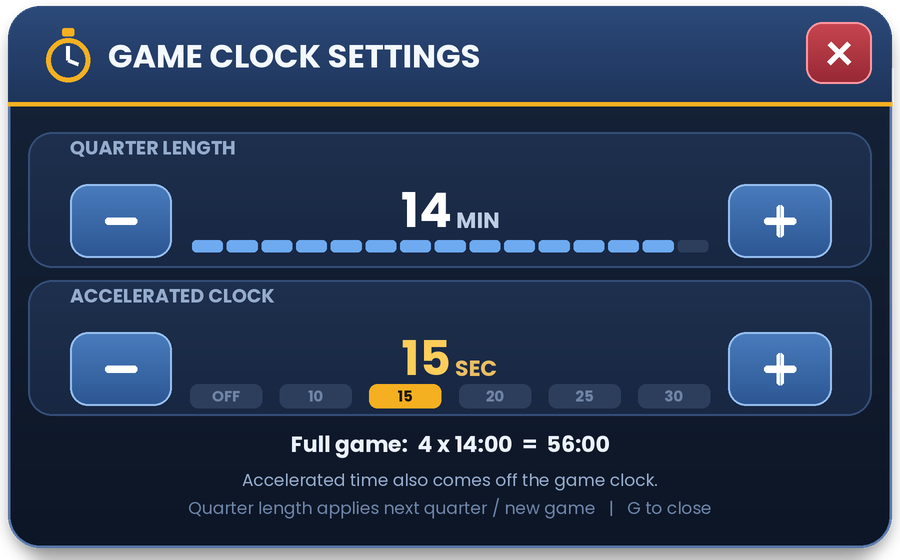 GAME CLOCK SETTINGS
QUARTER LENGTH
14 MIN
ACCELERATED CLOCK
15 SEC
OFF 10 15 20 25 30
Full game: 4 x 14:00 = 56:00
Accelerated time also comes off the game clock.
Quarter length applies next quarter / new game | G to close